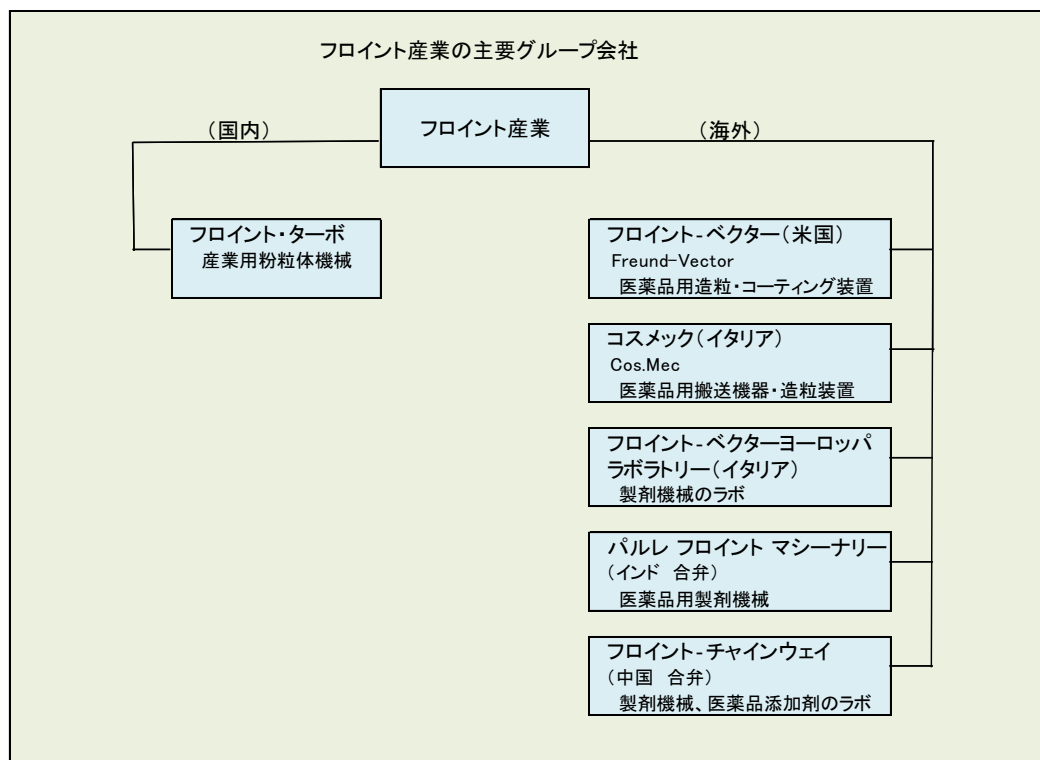 フロイント産業の主要グループ会社
（国内）
フロイント産業
（海外）
フロイント・ターボ
産業用粉粒体機械
フロイント-ベクター（米国）
Freund-Vector
医薬品用造粒・コーティング装置
コスメック（イタリア）
Cos.Mec
医薬品用搬送機器・造粒装置
フロイント-ベクターヨーロッパ
ラボラトリー（イタリア）
製剤機械のラボ
パルレ フロイント マシーナリー
（インド 合弁）
医薬品用製剤機械
フロイント-チャインウェイ
（中国 合弁）
製剤機械、医薬品添加剤のラボ